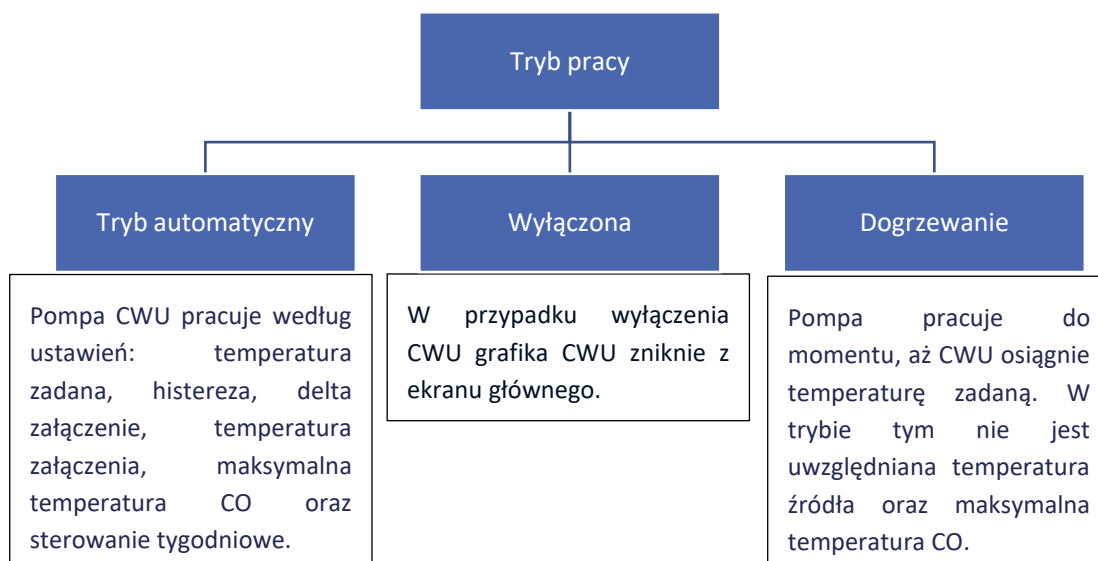 Tryb pracy
Tryb automatyczny
Pompa CWU pracuje według
ustawień: temperatura
zadana, histereza, delta
załączenie, temperatura
załączenia, maksymalna
temperatura CO oraz
sterowanie tygodniowe.
Wyłączona
W przypadku wyłączenia
CWU grafika CWU zniknie z
ekranu głównego.
Dogrzewanie
Pompa pracuje do
momentu, aż CWU osiągnie
temperaturę zadaną. W
trybie tym nie jest
uwzględniana temperatura
źródła oraz maksymalna
temperatura CO.